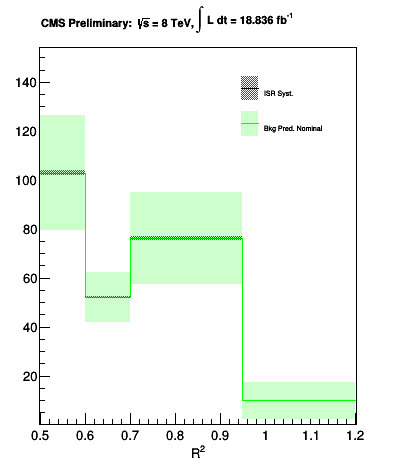 CMS Preliminary: √s = 8 TeV, ∫ L dt = 18.836 fb⁻¹
140
ISR Syst.
120
Bkg Pred. Nominal
100
80
60
40
20
0.5 0.6 0.7 0.8 0.9 1 1.1 1.2
R²